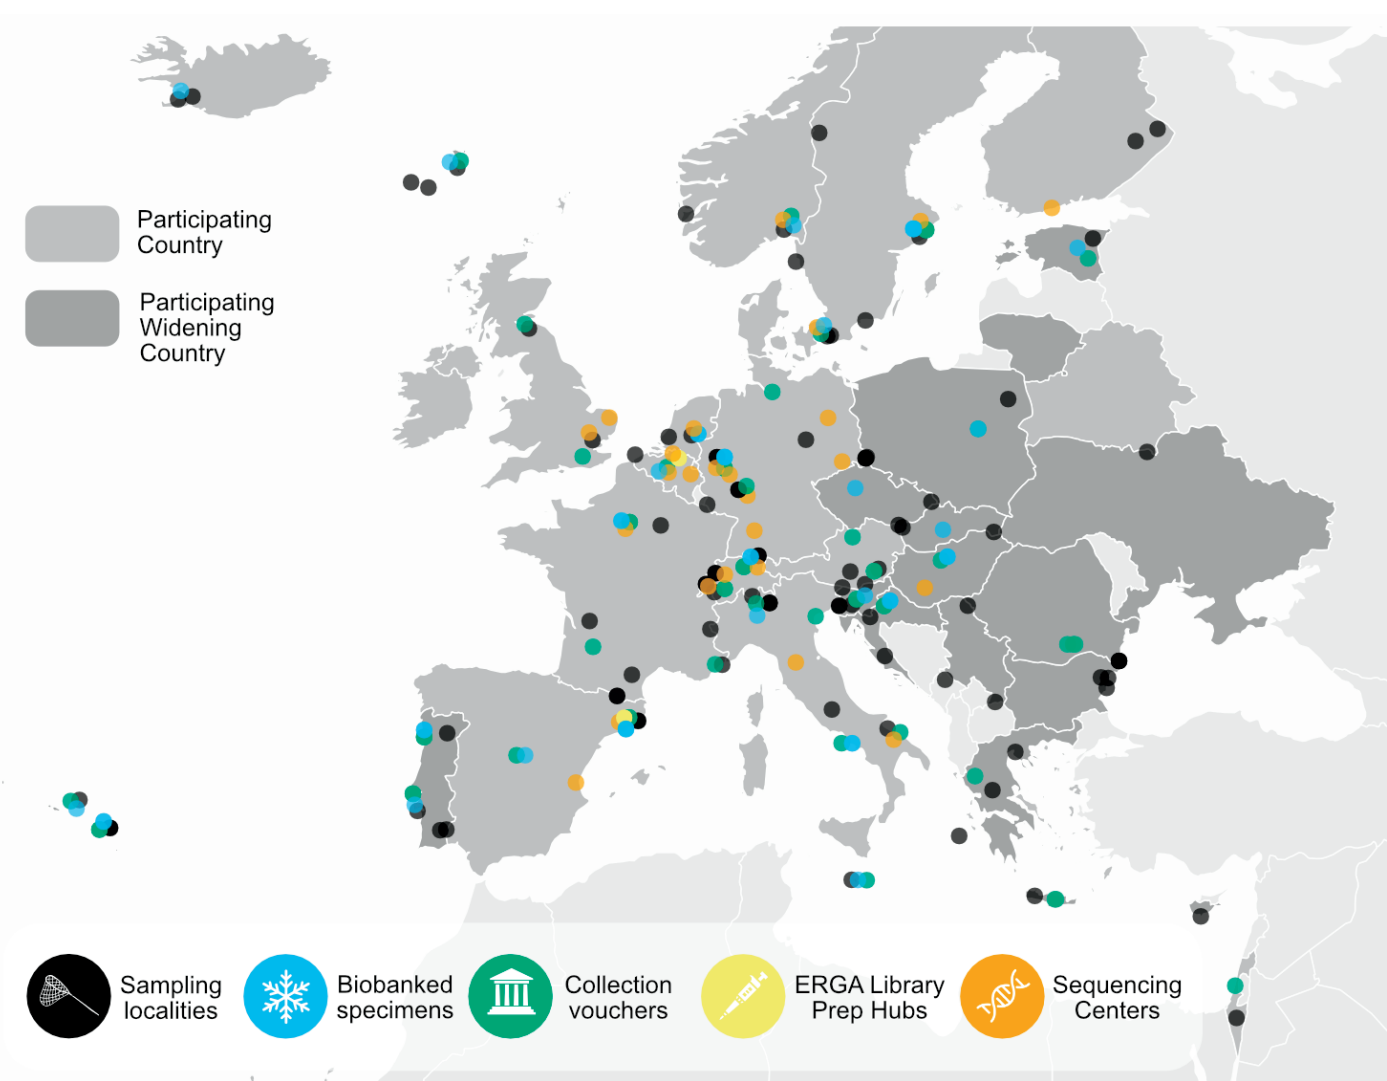 Participating
Country
Participating
Widening
Country
Sampling
localities
Biobanked
specimens
Collection
vouchers
ERGA Library
Prep Hubs
Sequencing
Centers